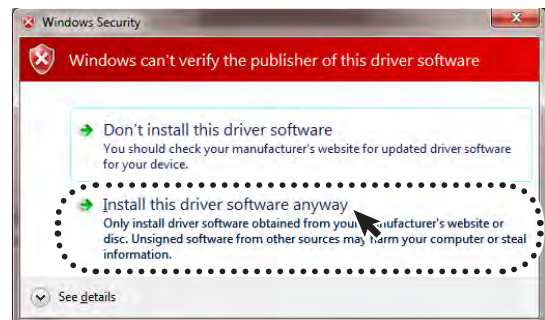 Windows Security
Windows can't verify the publisher of this driver software
Don't install this driver software
You should check your manufacturer's website for updated driver software
for your device.
Install this driver software anyway
Only install driver software obtained from your manufacturer's website or
disc. Unsigned software from other sources may harm your computer or steal
information.
See details